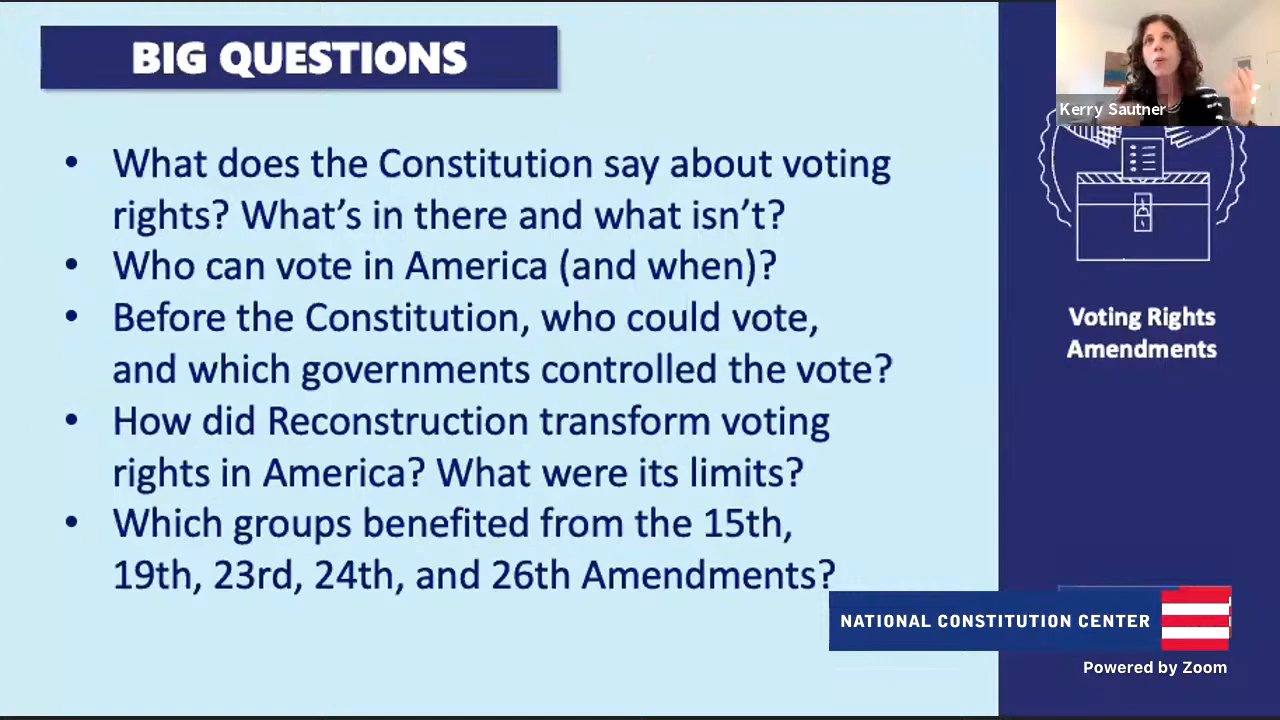 BIG QUESTIONS
• What does the Constitution say about voting
rights? What's in there and what isn't?
• Who can vote in America (and when)?
• Before the Constitution, who could vote,
and which governments controlled the vote?
• How did Reconstruction transform voting
rights in America? What were its limits?
• Which groups benefited from the 15th,
19th, 23rd, 24th, and 26th Amendments?
Kerry Sautner
Voting Rights
Amendments
NATIONAL CONSTITUTION CENTER
Powered by Zoom